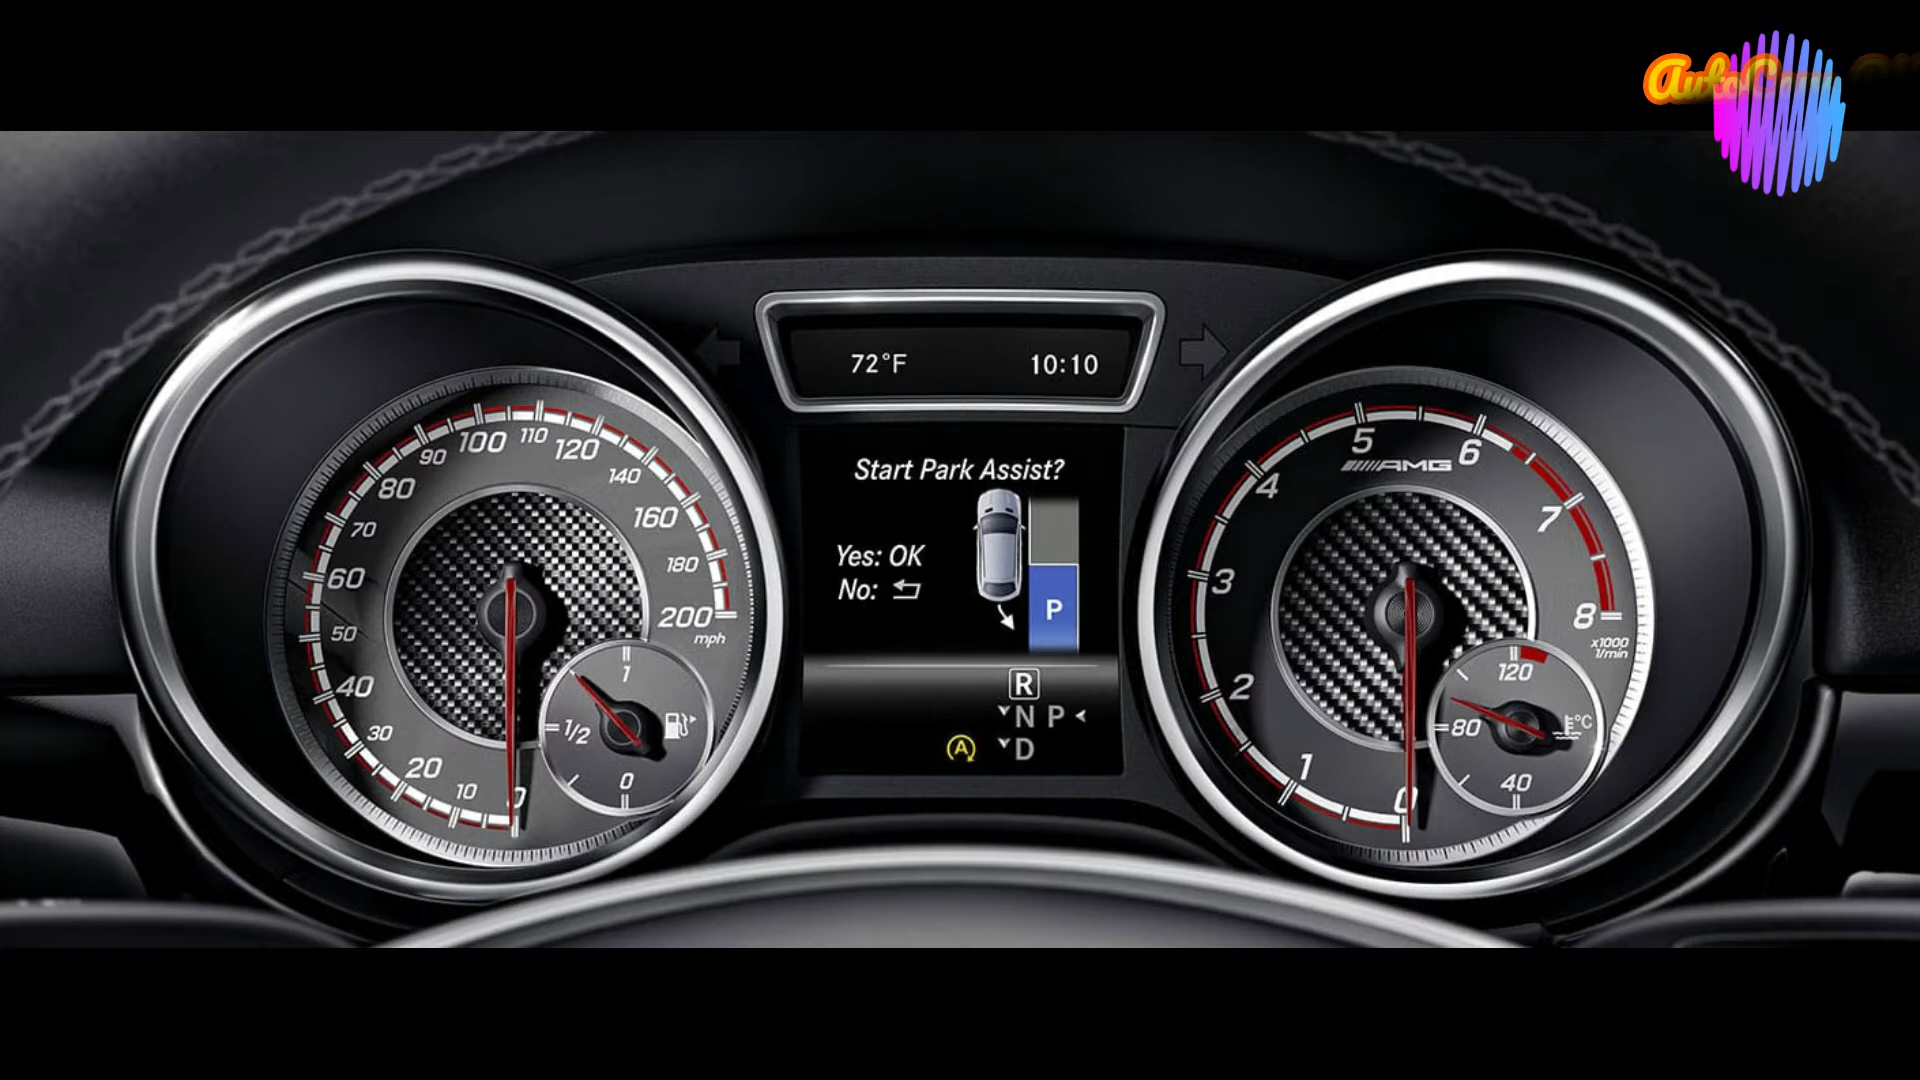 72°F 10:10
Start Park Assist?
Yes: OK
No:
P
R
N P
D
A
0
10
20
30
40
50
60
70
80
90
100
110
120
140
160
180
200
mph
1
1/2
0
AMG
0
1
2
3
4
5
6
7
8
x1000
1/min
120
80
°C
40